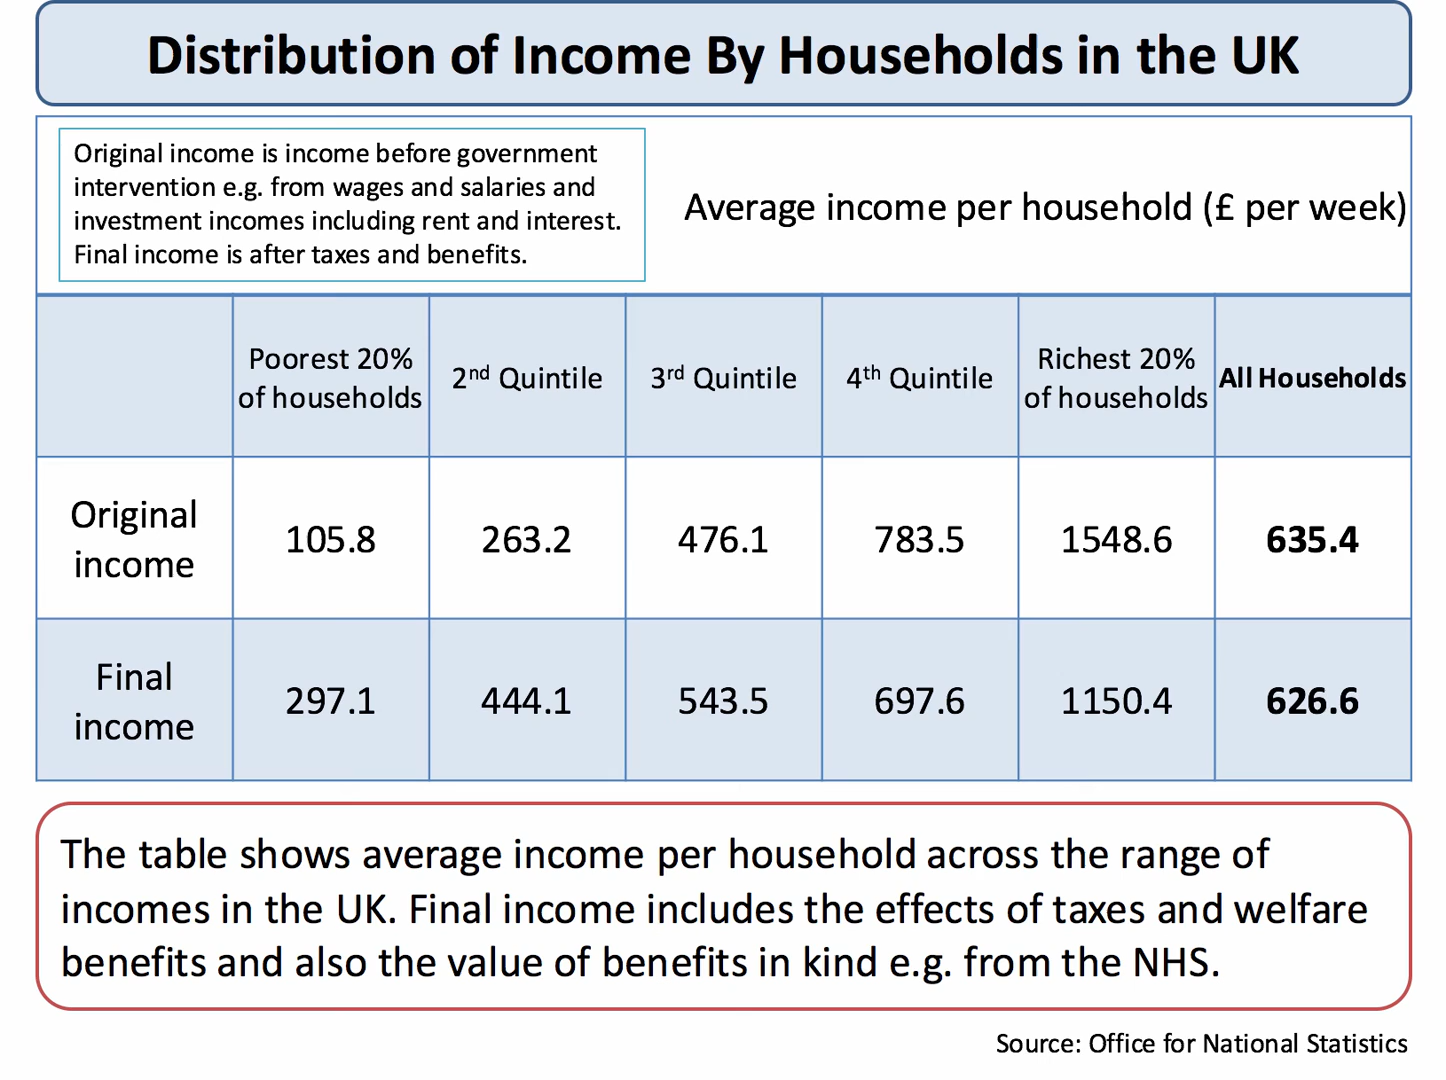 Distribution of Income By Households in the UK
Original income is income before government
intervention e.g. from wages and salaries and
investment incomes including rent and interest.
Final income is after taxes and benefits.
Average income per household (£ per week)
Poorest 20% of households 2nd Quintile 3rd Quintile 4th Quintile Richest 20% of households All Households
Original income 105.8 263.2 476.1 783.5 1548.6 635.4
Final income 297.1 444.1 543.5 697.6 1150.4 626.6
The table shows average income per household across the range of
incomes in the UK. Final income includes the effects of taxes and welfare
benefits and also the value of benefits in kind e.g. from the NHS.
Source: Office for National Statistics